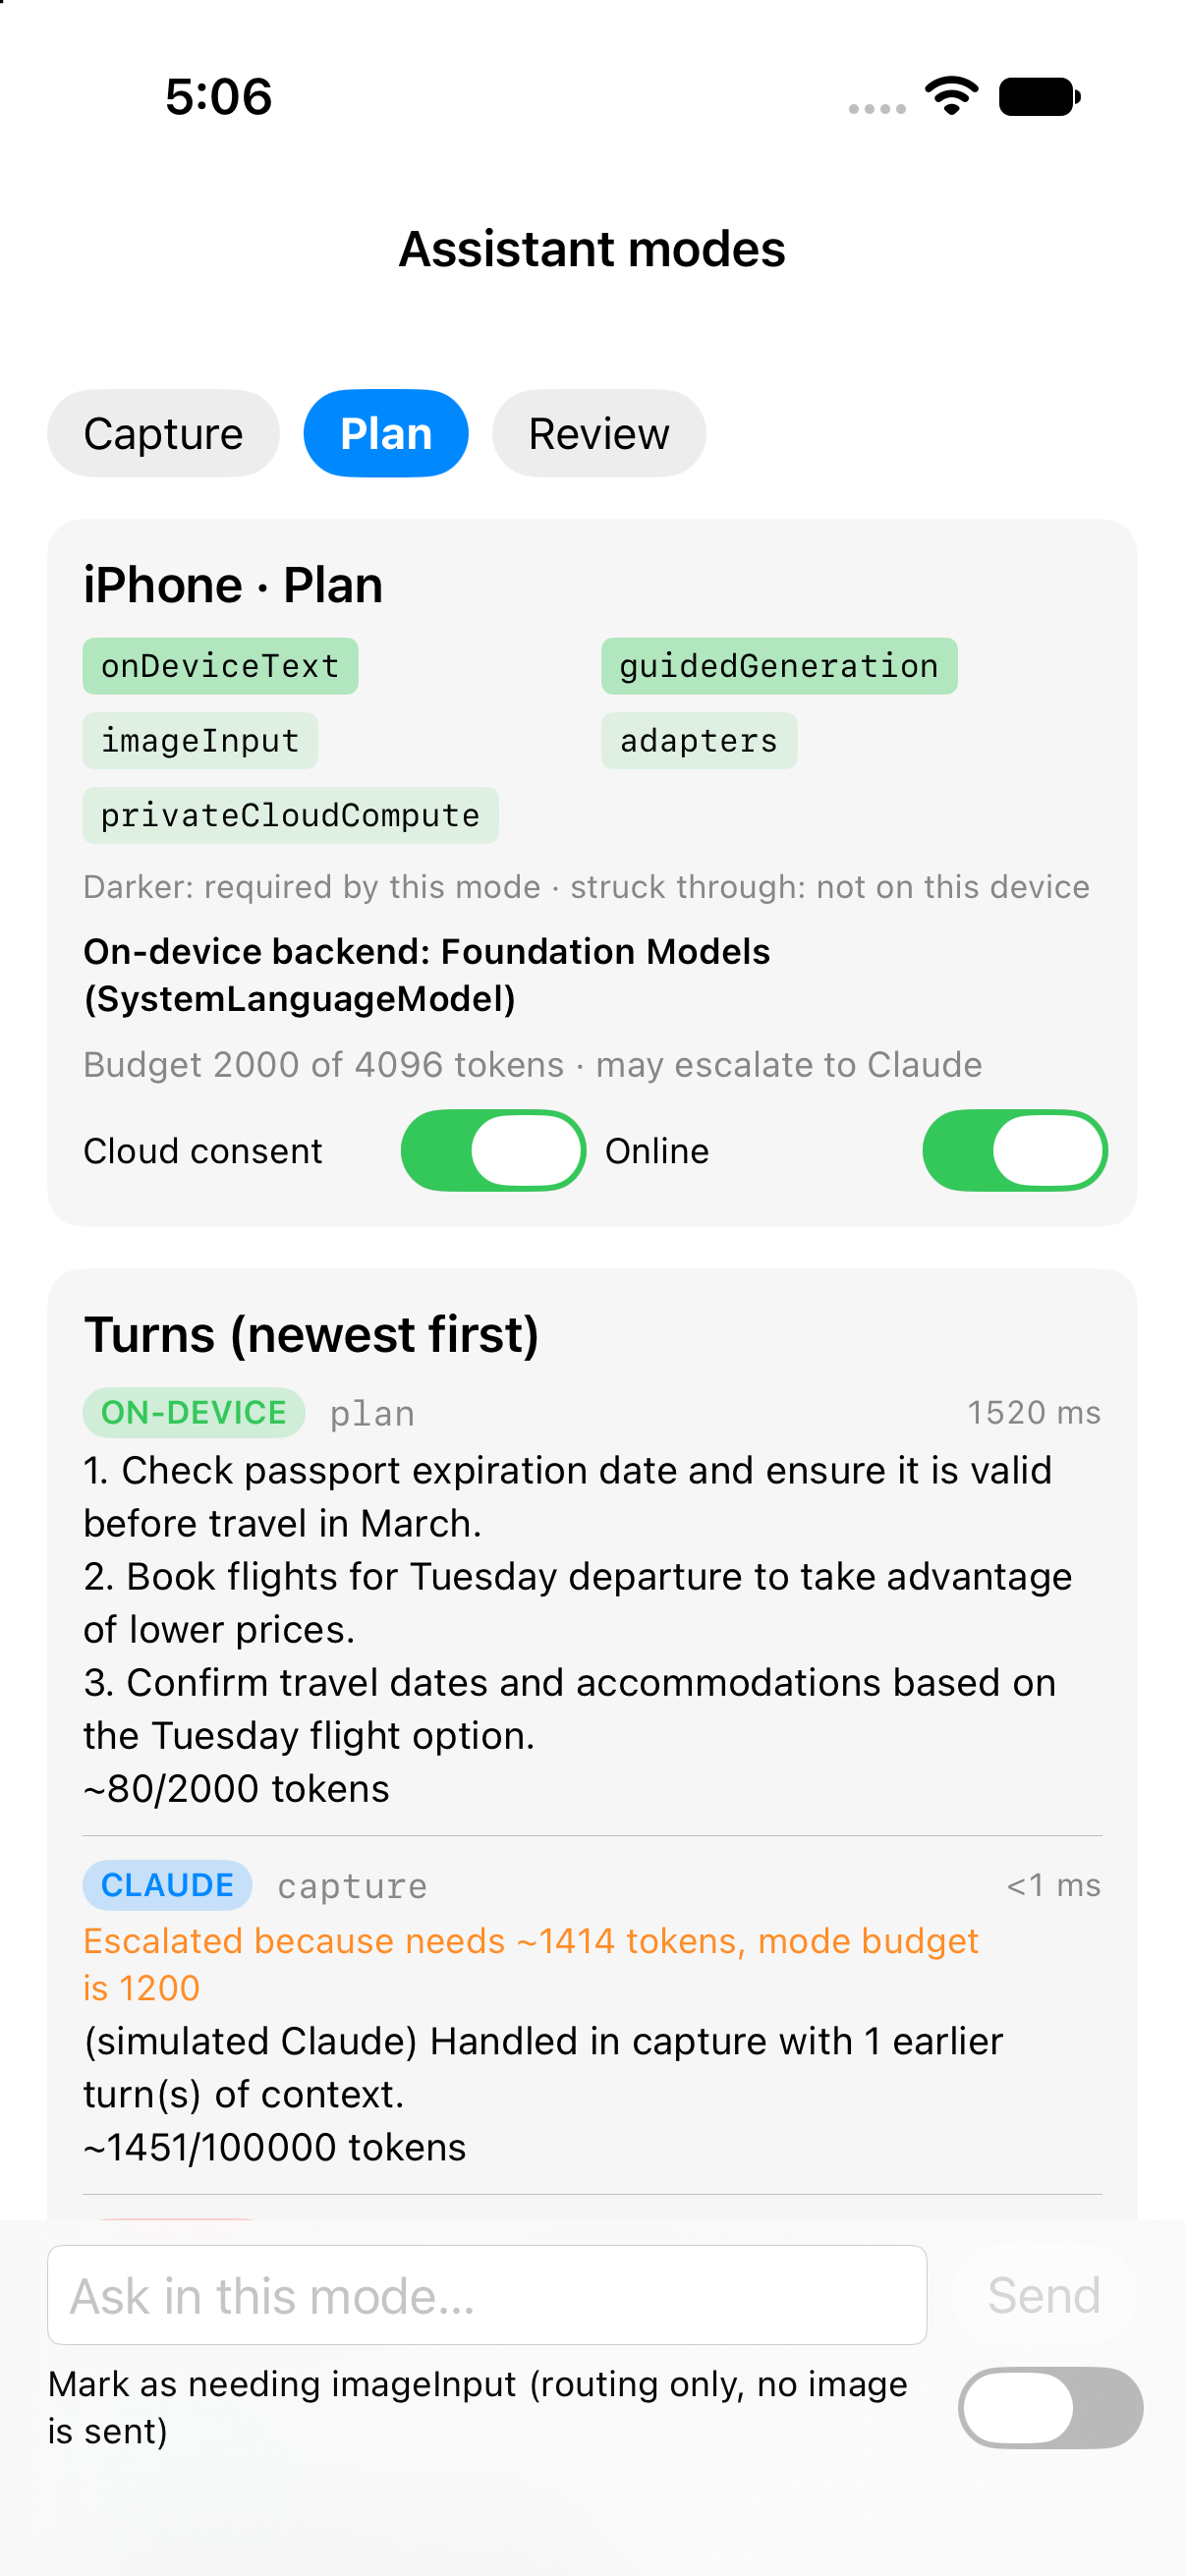 5:06
Assistant modes
Capture Plan Review
iPhone · Plan
onDeviceText guidedGeneration
imageInput adapters
privateCloudCompute
Darker: required by this mode · struck through: not on this device
On-device backend: Foundation Models
(SystemLanguageModel)
Budget 2000 of 4096 tokens · may escalate to Claude
Cloud consent Online
Turns (newest first)
ON-DEVICE plan 1520 ms
1. Check passport expiration date and ensure it is valid
before travel in March.
2. Book flights for Tuesday departure to take advantage
of lower prices.
3. Confirm travel dates and accommodations based on
the Tuesday flight option.
~80/2000 tokens
CLAUDE capture <1 ms
Escalated because needs ~1414 tokens, mode budget
is 1200
(simulated Claude) Handled in capture with 1 earlier
turn(s) of context.
~1451/100000 tokens
Ask in this mode... Send
Mark as needing imageInput (routing only, no image
is sent)